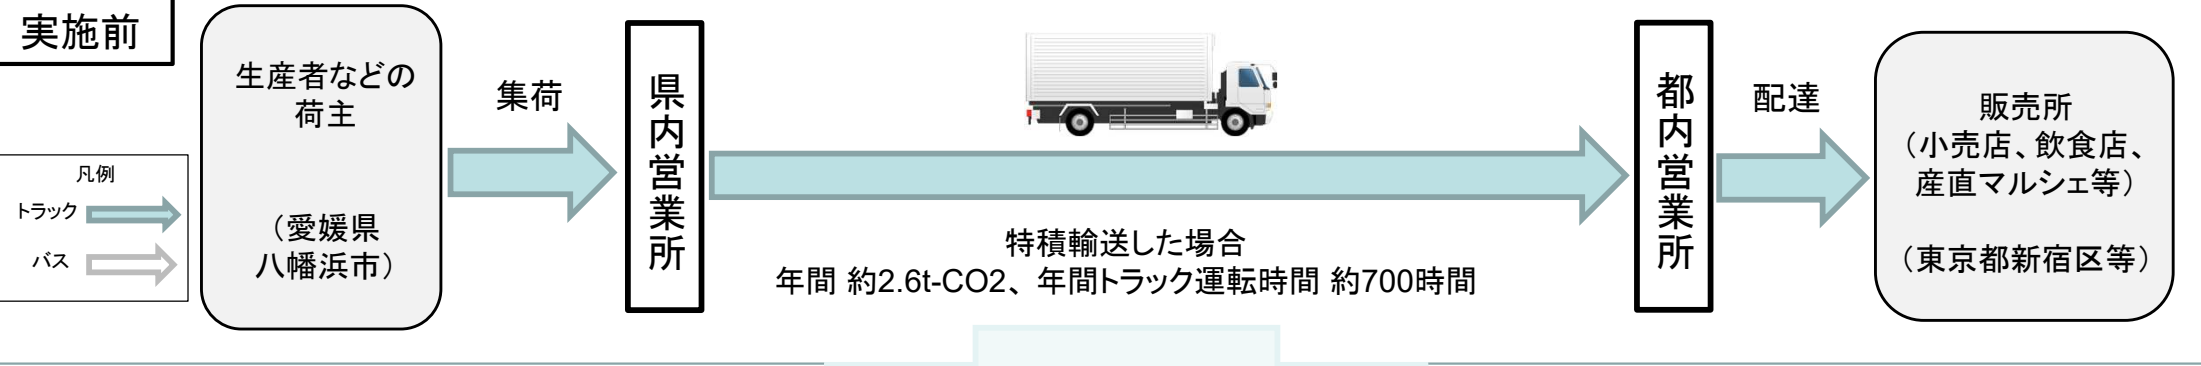 実施前
凡例
トラック
バス
生産者などの
荷主
（愛媛県
八幡浜市）
集荷
県内営業所
特積輸送した場合
年間 約2.6t-CO2、年間トラック運転時間 約700時間
都内営業所
配達
販売所
（小売店、飲食店、
産直マルシェ等）
（東京都新宿区等）